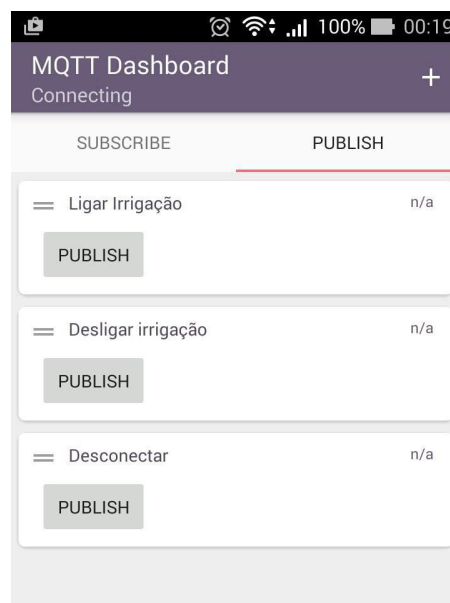 100% 00:19
MQTT Dashboard
+
Connecting
SUBSCRIBE PUBLISH
Ligar Irrigação n/a
PUBLISH
Desligar irrigação n/a
PUBLISH
Desconectar n/a
PUBLISH